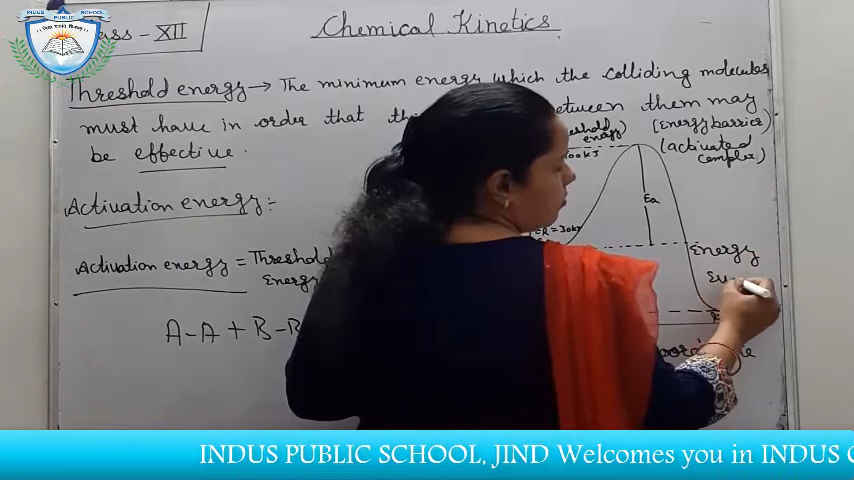 INDUS PUBLIC SCHOOL
Class - XII
Chemical Kinetics
Threshold energy → The minimum energy which the colliding molecules
must have in order that the between them may
be effective.
Activation energy :-
Activation energy = Threshold
Energy
A-A + B-B
(Energy barrier)
(activated
complex)
energy)
Ea
ER = 30kJ
Energy
INDUS PUBLIC SCHOOL, JIND Welcomes you in INDUS